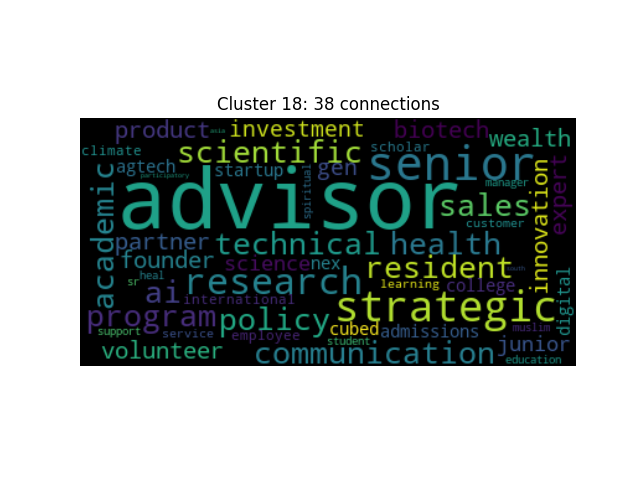 Cluster 18: 38 connections
product asia investment biotech wealth
climate scientific scholar
agtech startup gen senior
participatory manager
academic advisor spiritual sales innovation expert
customer
partner technical health
founder science nex resident
heal research learning college
sr ai international strategic digital
program policy cubed admissions muslim
support service employee student junior
volunteer communication education
south